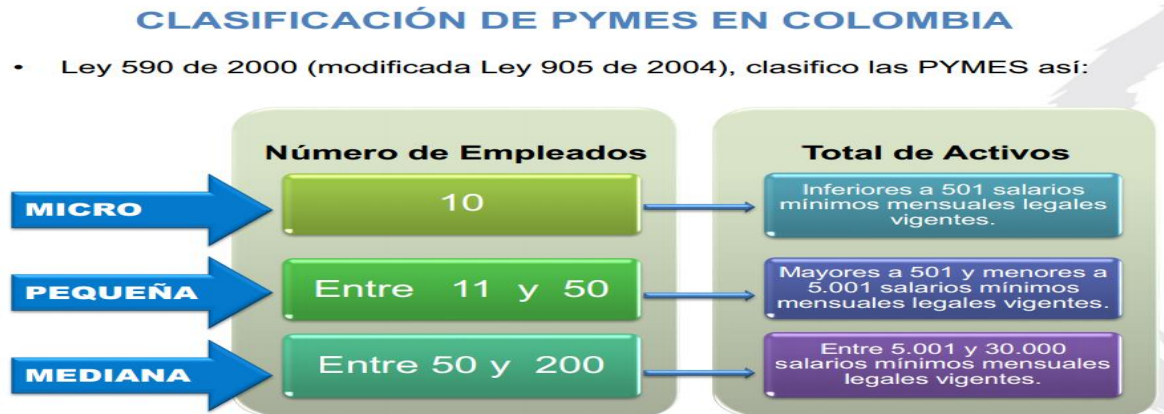 CLASIFICACIÓN DE PYMES EN COLOMBIA
• Ley 590 de 2000 (modificada Ley 905 de 2004), clasifico las PYMES así:
Número de Empleados
Total de Activos
MICRO
10
Inferiores a 501 salarios
mínimos mensuales legales
vigentes.
PEQUEÑA
Entre 11 y 50
Mayores a 501 y menores a
5.001 salarios mínimos
mensuales legales vigentes.
MEDIANA
Entre 50 y 200
Entre 5.001 y 30.000
salarios mínimos mensuales
legales vigentes.